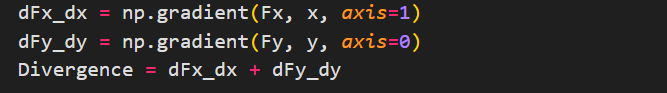 dFx_dx = np.gradient(Fx, x, axis=1)
dFy_dy = np.gradient(Fy, y, axis=0)
Divergence = dFx_dx + dFy_dy